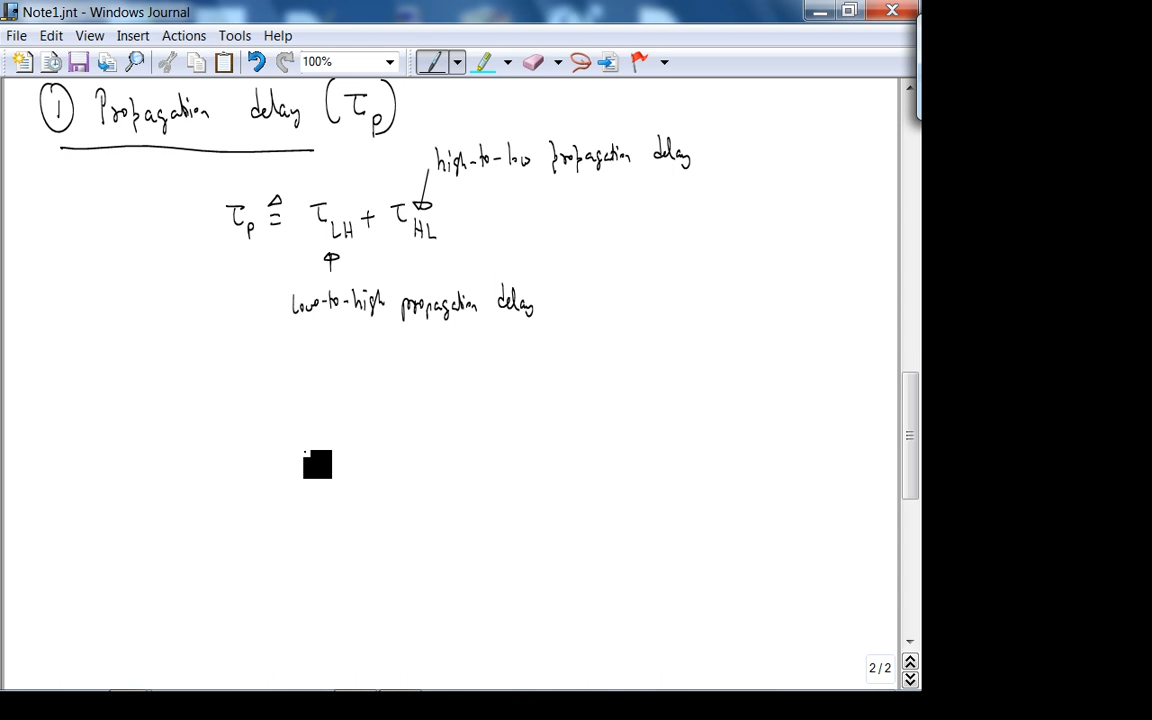 Note1.jnt - Windows Journal
File Edit View Insert Actions Tools Help
100%
① Propagation delay (τp)
high-to-low propagation delay
τp ≜ τLH + τHL
low-to-high propagation delay
2 / 2